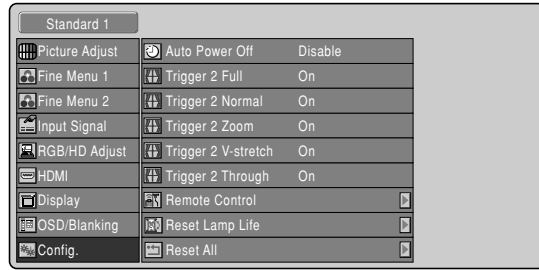 Standard 1
Picture Adjust
Fine Menu 1
Fine Menu 2
Input Signal
RGB/HD Adjust
HDMI
Display
OSD/Blanking
Config.
Auto Power Off Disable
Trigger 2 Full On
Trigger 2 Normal On
Trigger 2 Zoom On
Trigger 2 V-stretch On
Trigger 2 Through On
Remote Control
Reset Lamp Life
Reset All